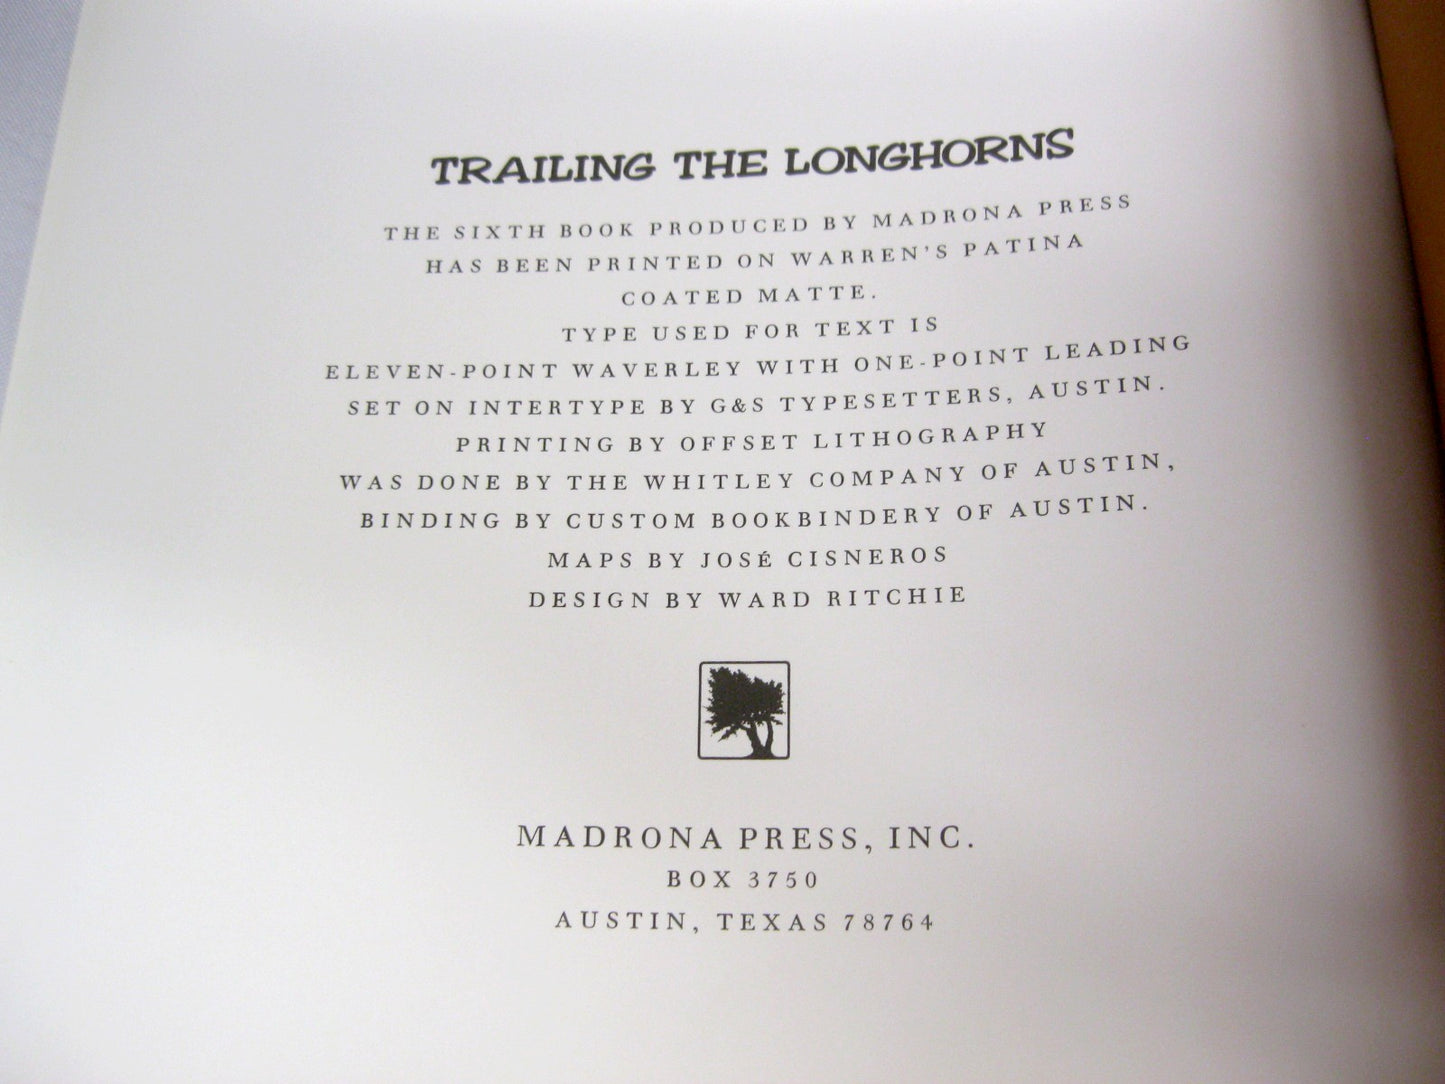 TRAILING THE LONGHORNS
THE SIXTH BOOK PRODUCED BY MADRONA PRESS
HAS BEEN PRINTED ON WARREN'S PATINA
COATED MATTE.
TYPE USED FOR TEXT IS
ELEVEN-POINT WAVERLEY WITH ONE-POINT LEADING
SET ON INTERTYPE BY G&S TYPESETTERS, AUSTIN.
PRINTING BY OFFSET LITHOGRAPHY
WAS DONE BY THE WHITLEY COMPANY OF AUSTIN,
BINDING BY CUSTOM BOOKBINDERY OF AUSTIN.
MAPS BY JOSÉ CISNEROS
DESIGN BY WARD RITCHIE
MADRONA PRESS, INC.
BOX 3750
AUSTIN, TEXAS 78764